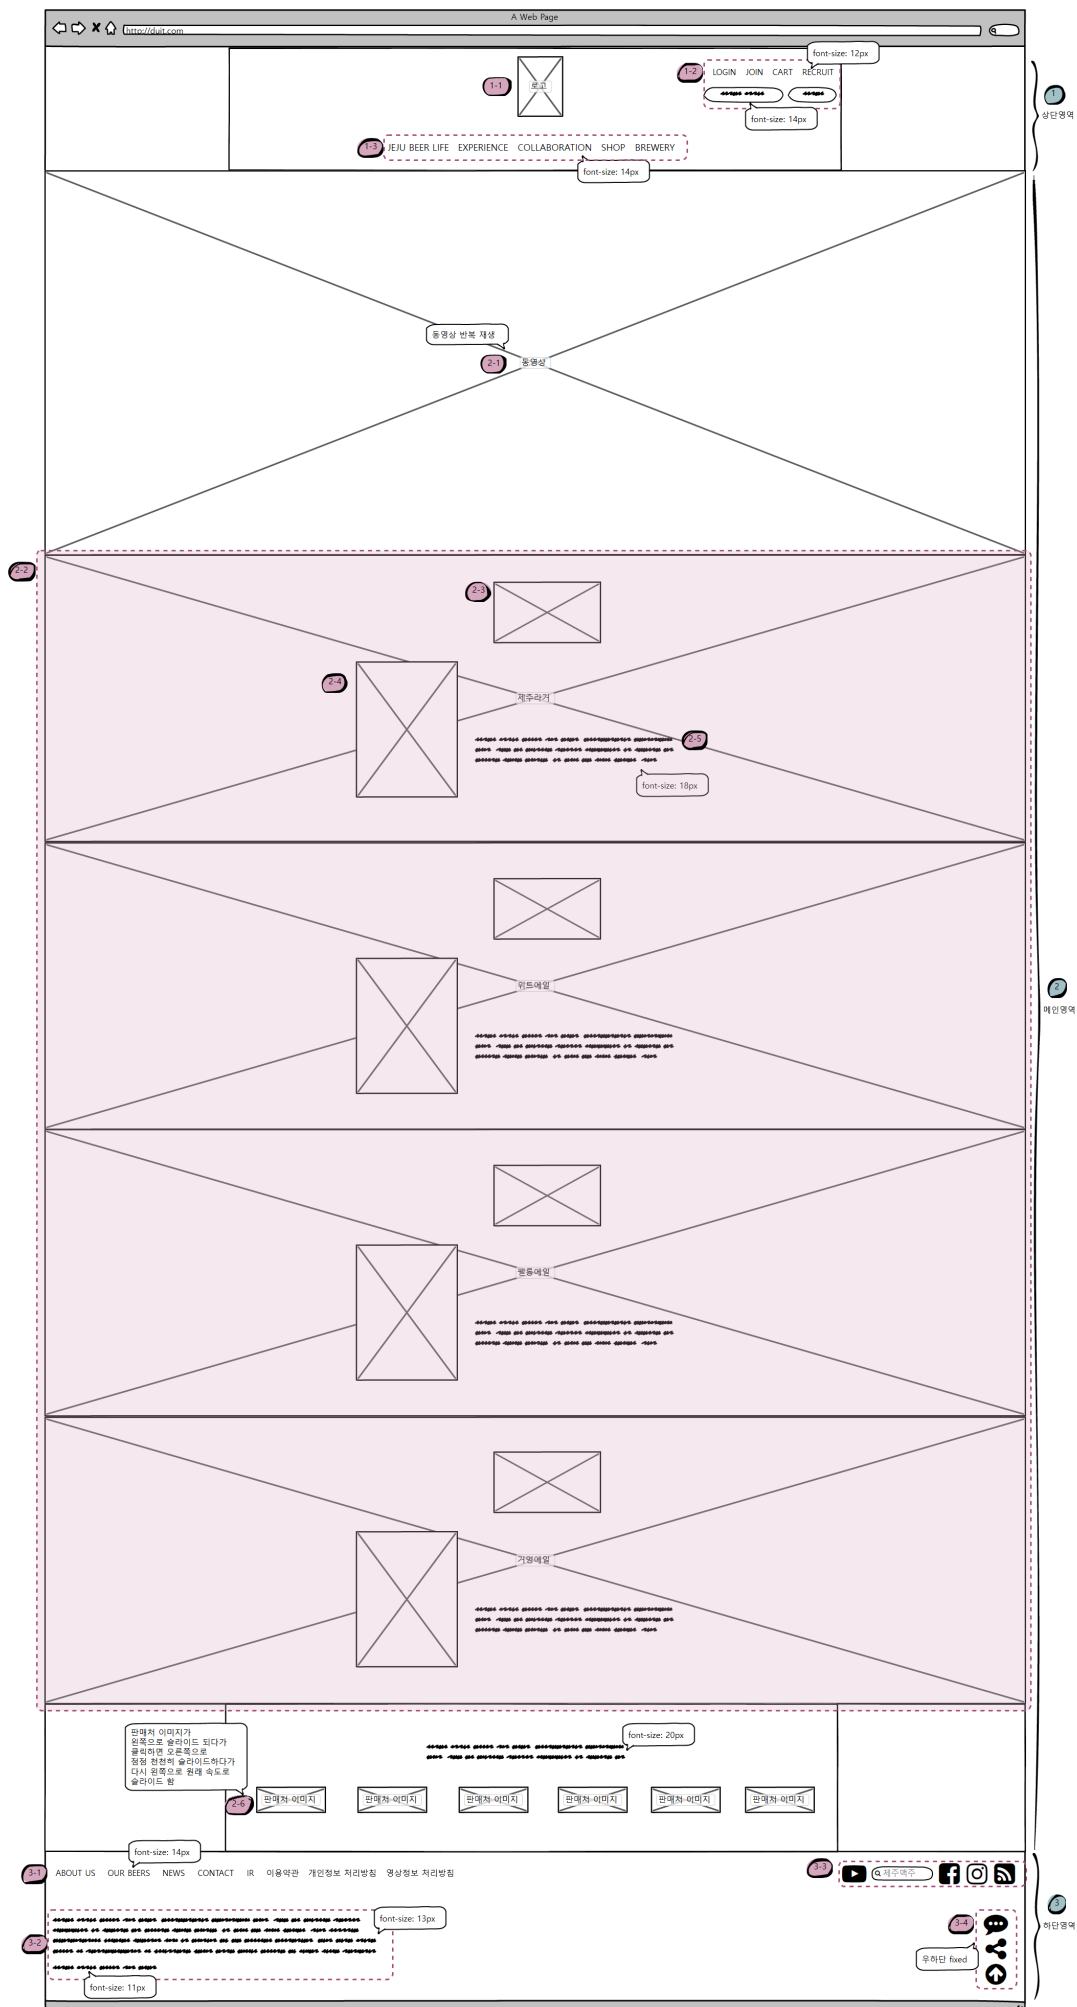 A Web Page
http://duit.com
font-size: 12px
1-1
로고
1-2
LOGIN JOIN CART RECRUIT
font-size: 14px
1
상단영역
1-3
JEJU BEER LIFE EXPERIENCE COLLABORATION SHOP BREWERY
font-size: 14px
동영상 반복 재생
2-1
동영상
2-2
2-3
2-4
제주라거
2-5
font-size: 18px
위트에일
2
메인영역
펠롱에일
거멍에일
판매처 이미지가
왼쪽으로 슬라이드 되다가
클릭하면 오른쪽으로
점점 천천히 슬라이드하다가
다시 왼쪽으로 원래 속도로
슬라이드 함
font-size: 20px
2-6
판매처 이미지 판매처 이미지 판매처 이미지 판매처 이미지 판매처 이미지 판매처 이미지
font-size: 14px
3-1
ABOUT US OUR BEERS NEWS CONTACT IR 이용약관 개인정보 처리방침 영상정보 처리방침
3-3
제주맥주
3-2
font-size: 13px
font-size: 11px
3-4
우하단 fixed
3
하단영역